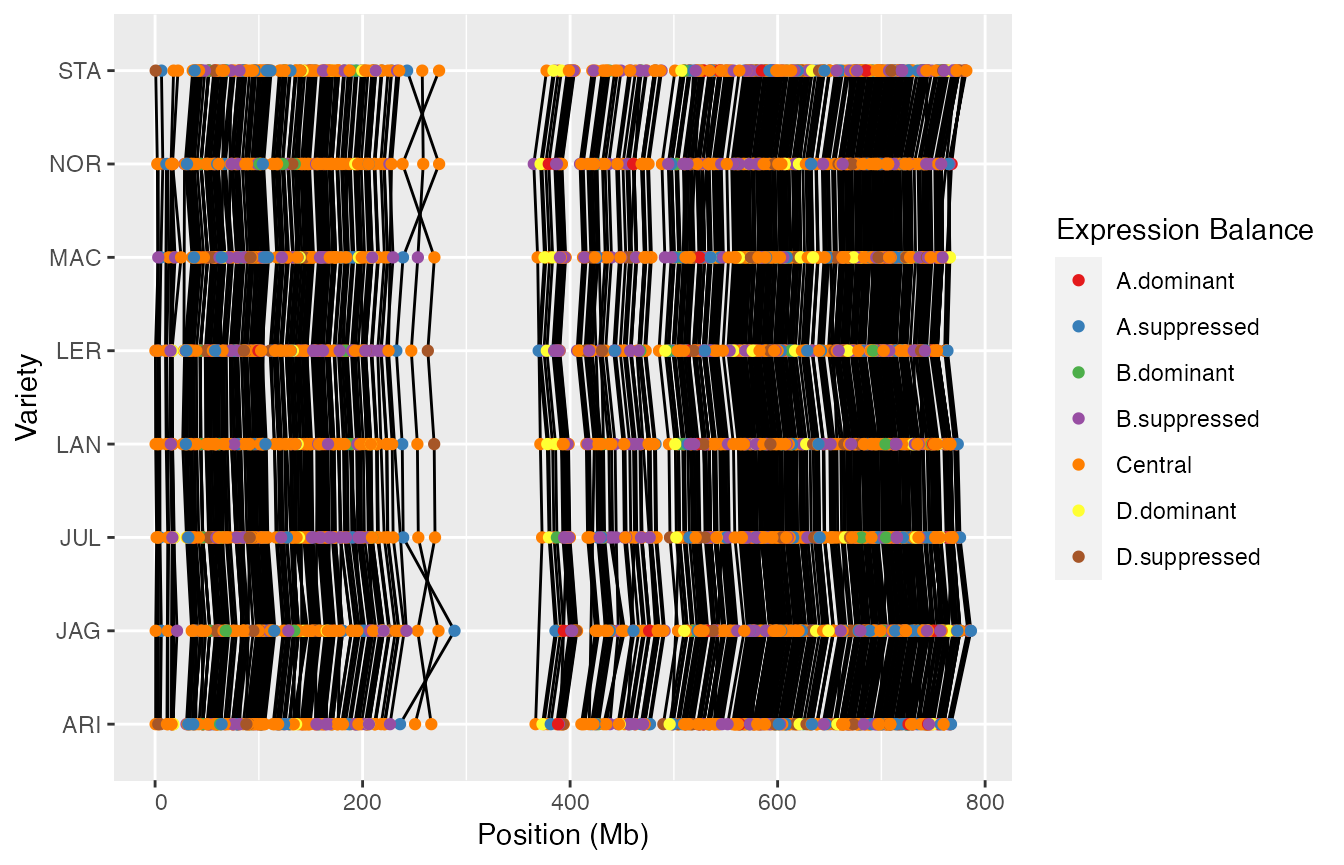 STA
NOR
MAC
LER
LAN
JUL
JAG
ARI
Variety
0 200 400 600 800
Position (Mb)
Expression Balance
A.dominant
A.suppressed
B.dominant
B.suppressed
Central
D.dominant
D.suppressed